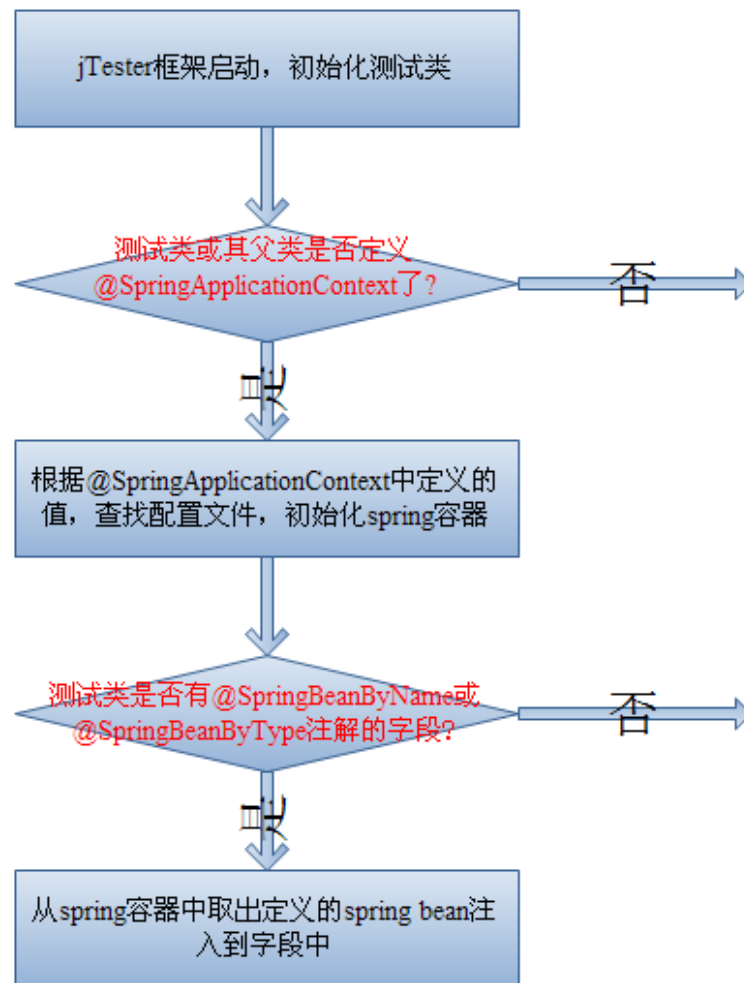 jTester框架启动，初始化测试类
测试类或其父类是否定义
@SpringApplicationContext了?
否
是
根据@SpringApplicationContext中定义的
值，查找配置文件，初始化spring容器
测试类是否有@SpringBeanByName或
@SpringBeanByType注解的字段?
否
是
从spring容器中取出定义的spring bean注
入到字段中